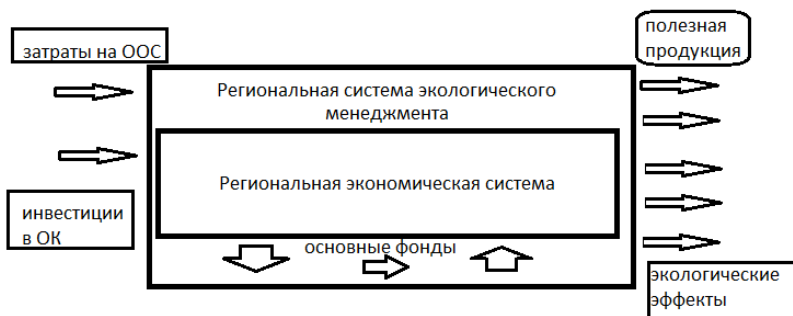 затраты на ООС
полезная
продукция
Региональная система экологического
менеджмента
Региональная экономическая система
инвестиции
в ОК
основные фонды
экологические
эффекты